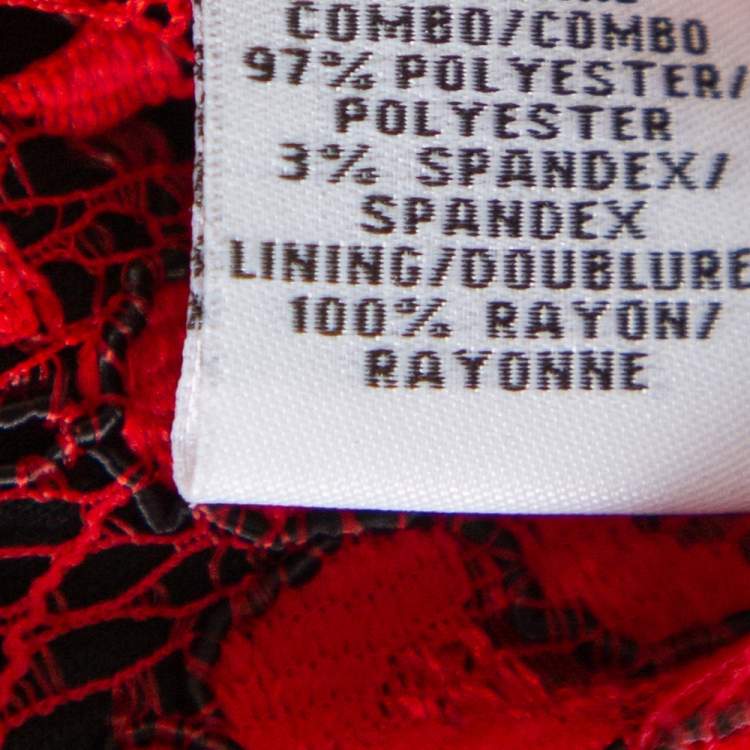 COMBO/COMBO
97% POLYESTER/
POLYESTER
3% SPANDEX/
SPANDEX
LINING/DOUBLURE
100% RAYON/
RAYONNE